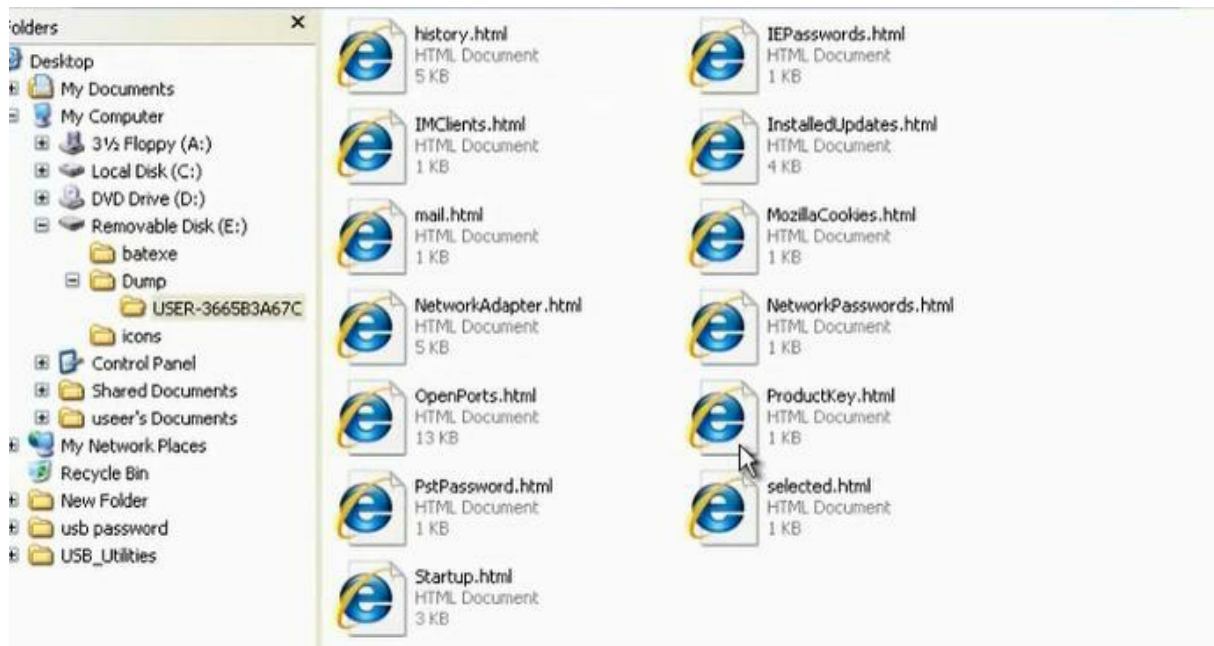 olders
Desktop
My Documents
My Computer
3½ Floppy (A:)
Local Disk (C:)
DVD Drive (D:)
Removable Disk (E:)
batexe
Dump
USER-3665B3A67C
icons
Control Panel
Shared Documents
useer's Documents
My Network Places
Recycle Bin
New Folder
usb password
USB_Utilities
history.html
HTML Document
5 KB
IEPasswords.html
HTML Document
1 KB
IMClients.html
HTML Document
1 KB
InstalledUpdates.html
HTML Document
4 KB
mail.html
HTML Document
1 KB
MozillaCookies.html
HTML Document
1 KB
NetworkAdapter.html
HTML Document
5 KB
NetworkPasswords.html
HTML Document
1 KB
OpenPorts.html
HTML Document
13 KB
ProductKey.html
HTML Document
1 KB
PstPassword.html
HTML Document
1 KB
selected.html
HTML Document
1 KB
Startup.html
HTML Document
3 KB